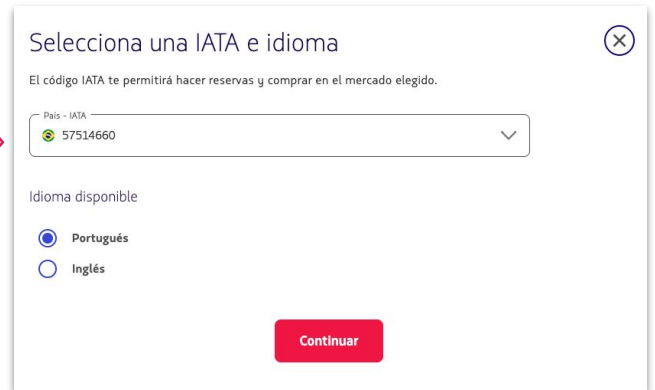 Selecciona una IATA e idioma
El código IATA te permitirá hacer reservas y comprar en el mercado elegido.
País - IATA
57514660
Idioma disponible
Portugués
Inglés
Continuar